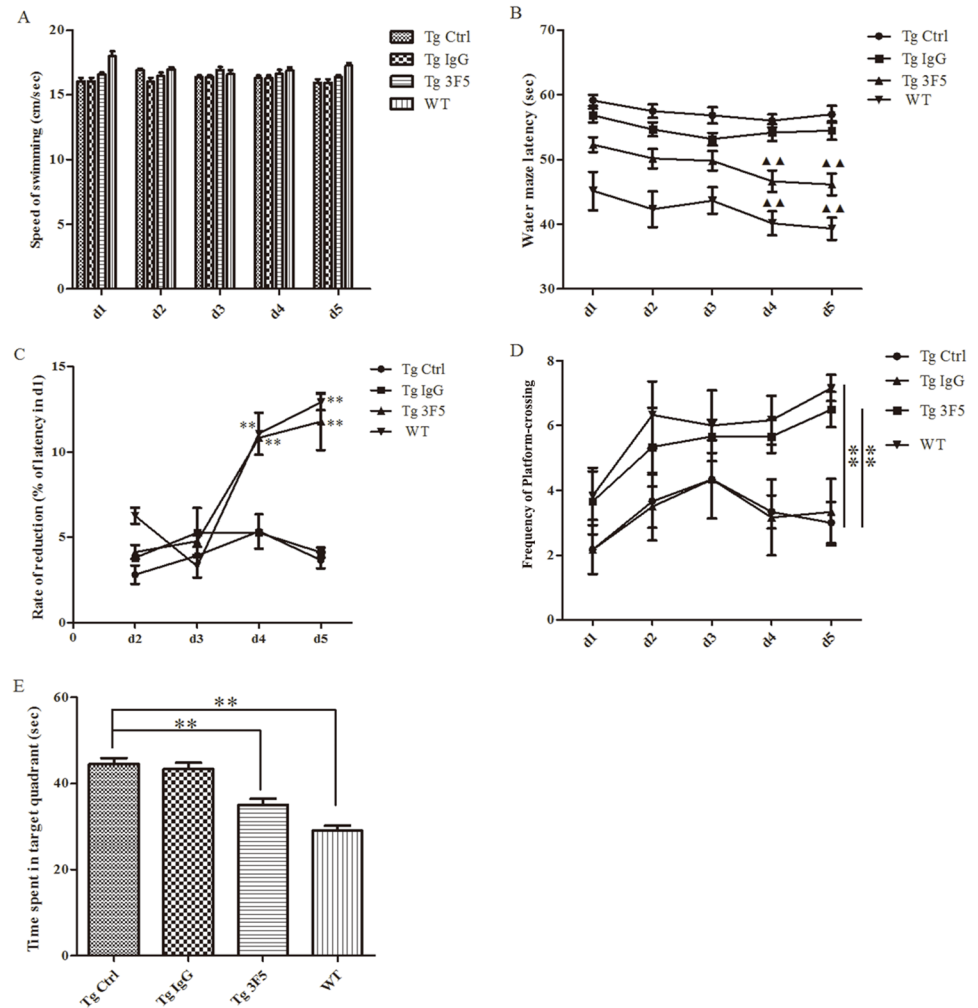 A
Speed of swimming (cm/sec)
20
15
10
5
0
d1 d2 d3 d4 d5
Tg Ctrl
Tg IgG
Tg 3F5
WT
B
Water maze latency (sec)
60
50
40
30
d1 d2 d3 d4 d5
▲▲ ▲▲
▲▲ ▲▲
Tg Ctrl
Tg IgG
Tg 3F5
WT
C
Rate of reduction (% of latency in d1)
15
10
5
0
0 d2 d3 d4 d5
** **
** **
Tg Ctrl
Tg IgG
Tg 3F5
WT
D
Frequency of Platform-crossing
8
6
4
2
0
d1 d2 d3 d4 d5
** **
Tg Ctrl
Tg IgG
Tg 3F5
WT
E
Time spent in target quadrant (sec)
60
40
20
0
**
**
Tg Ctrl Tg IgG Tg 3F5 WT